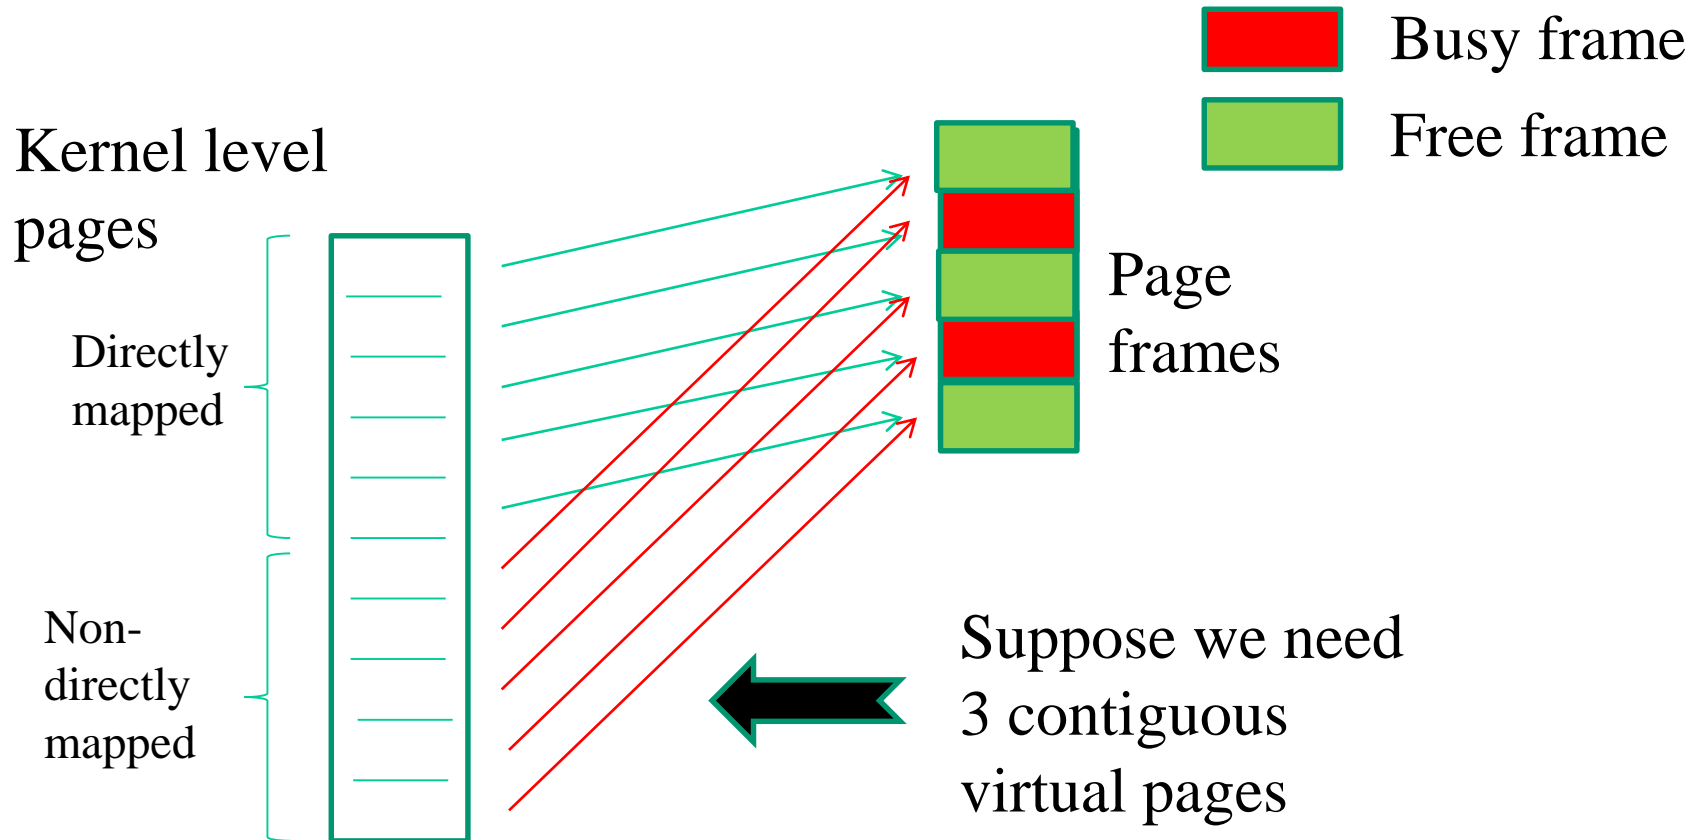 Busy frame
Free frame
Kernel level
pages
Directly
mapped
Page
frames
Non-
directly
mapped
Suppose we need
3 contiguous
virtual pages